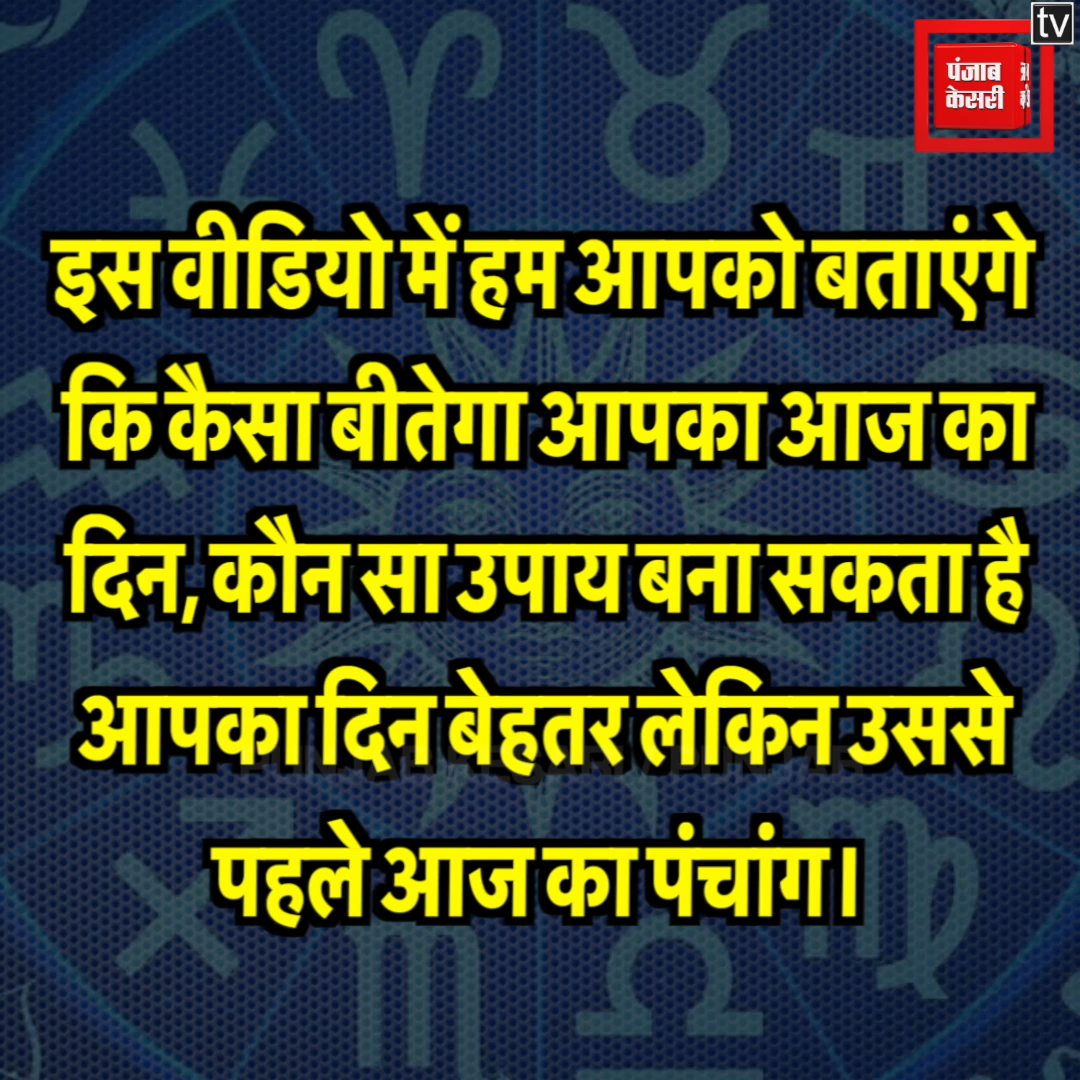 tv
पंजाब
केसरी
इस वीडियो में हम आपको बताएंगे
कि कैसा बीतेगा आपका आज का
दिन, कौन सा उपाय बना सकता है
आपका दिन बेहतर लेकिन उससे
पहले आज का पंचांग।